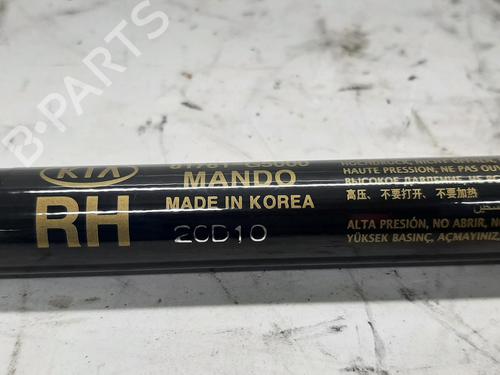 B-PARTS
KIA
RH
MANDO
MADE IN KOREA
2CD10
HAUTE PRESSION, NE PAS OU
高压、不要打开、不要加热
ALTA PRESIÓN, NO ABRIR, N
YÜKSEK BASINÇ, AÇMAYINIZ